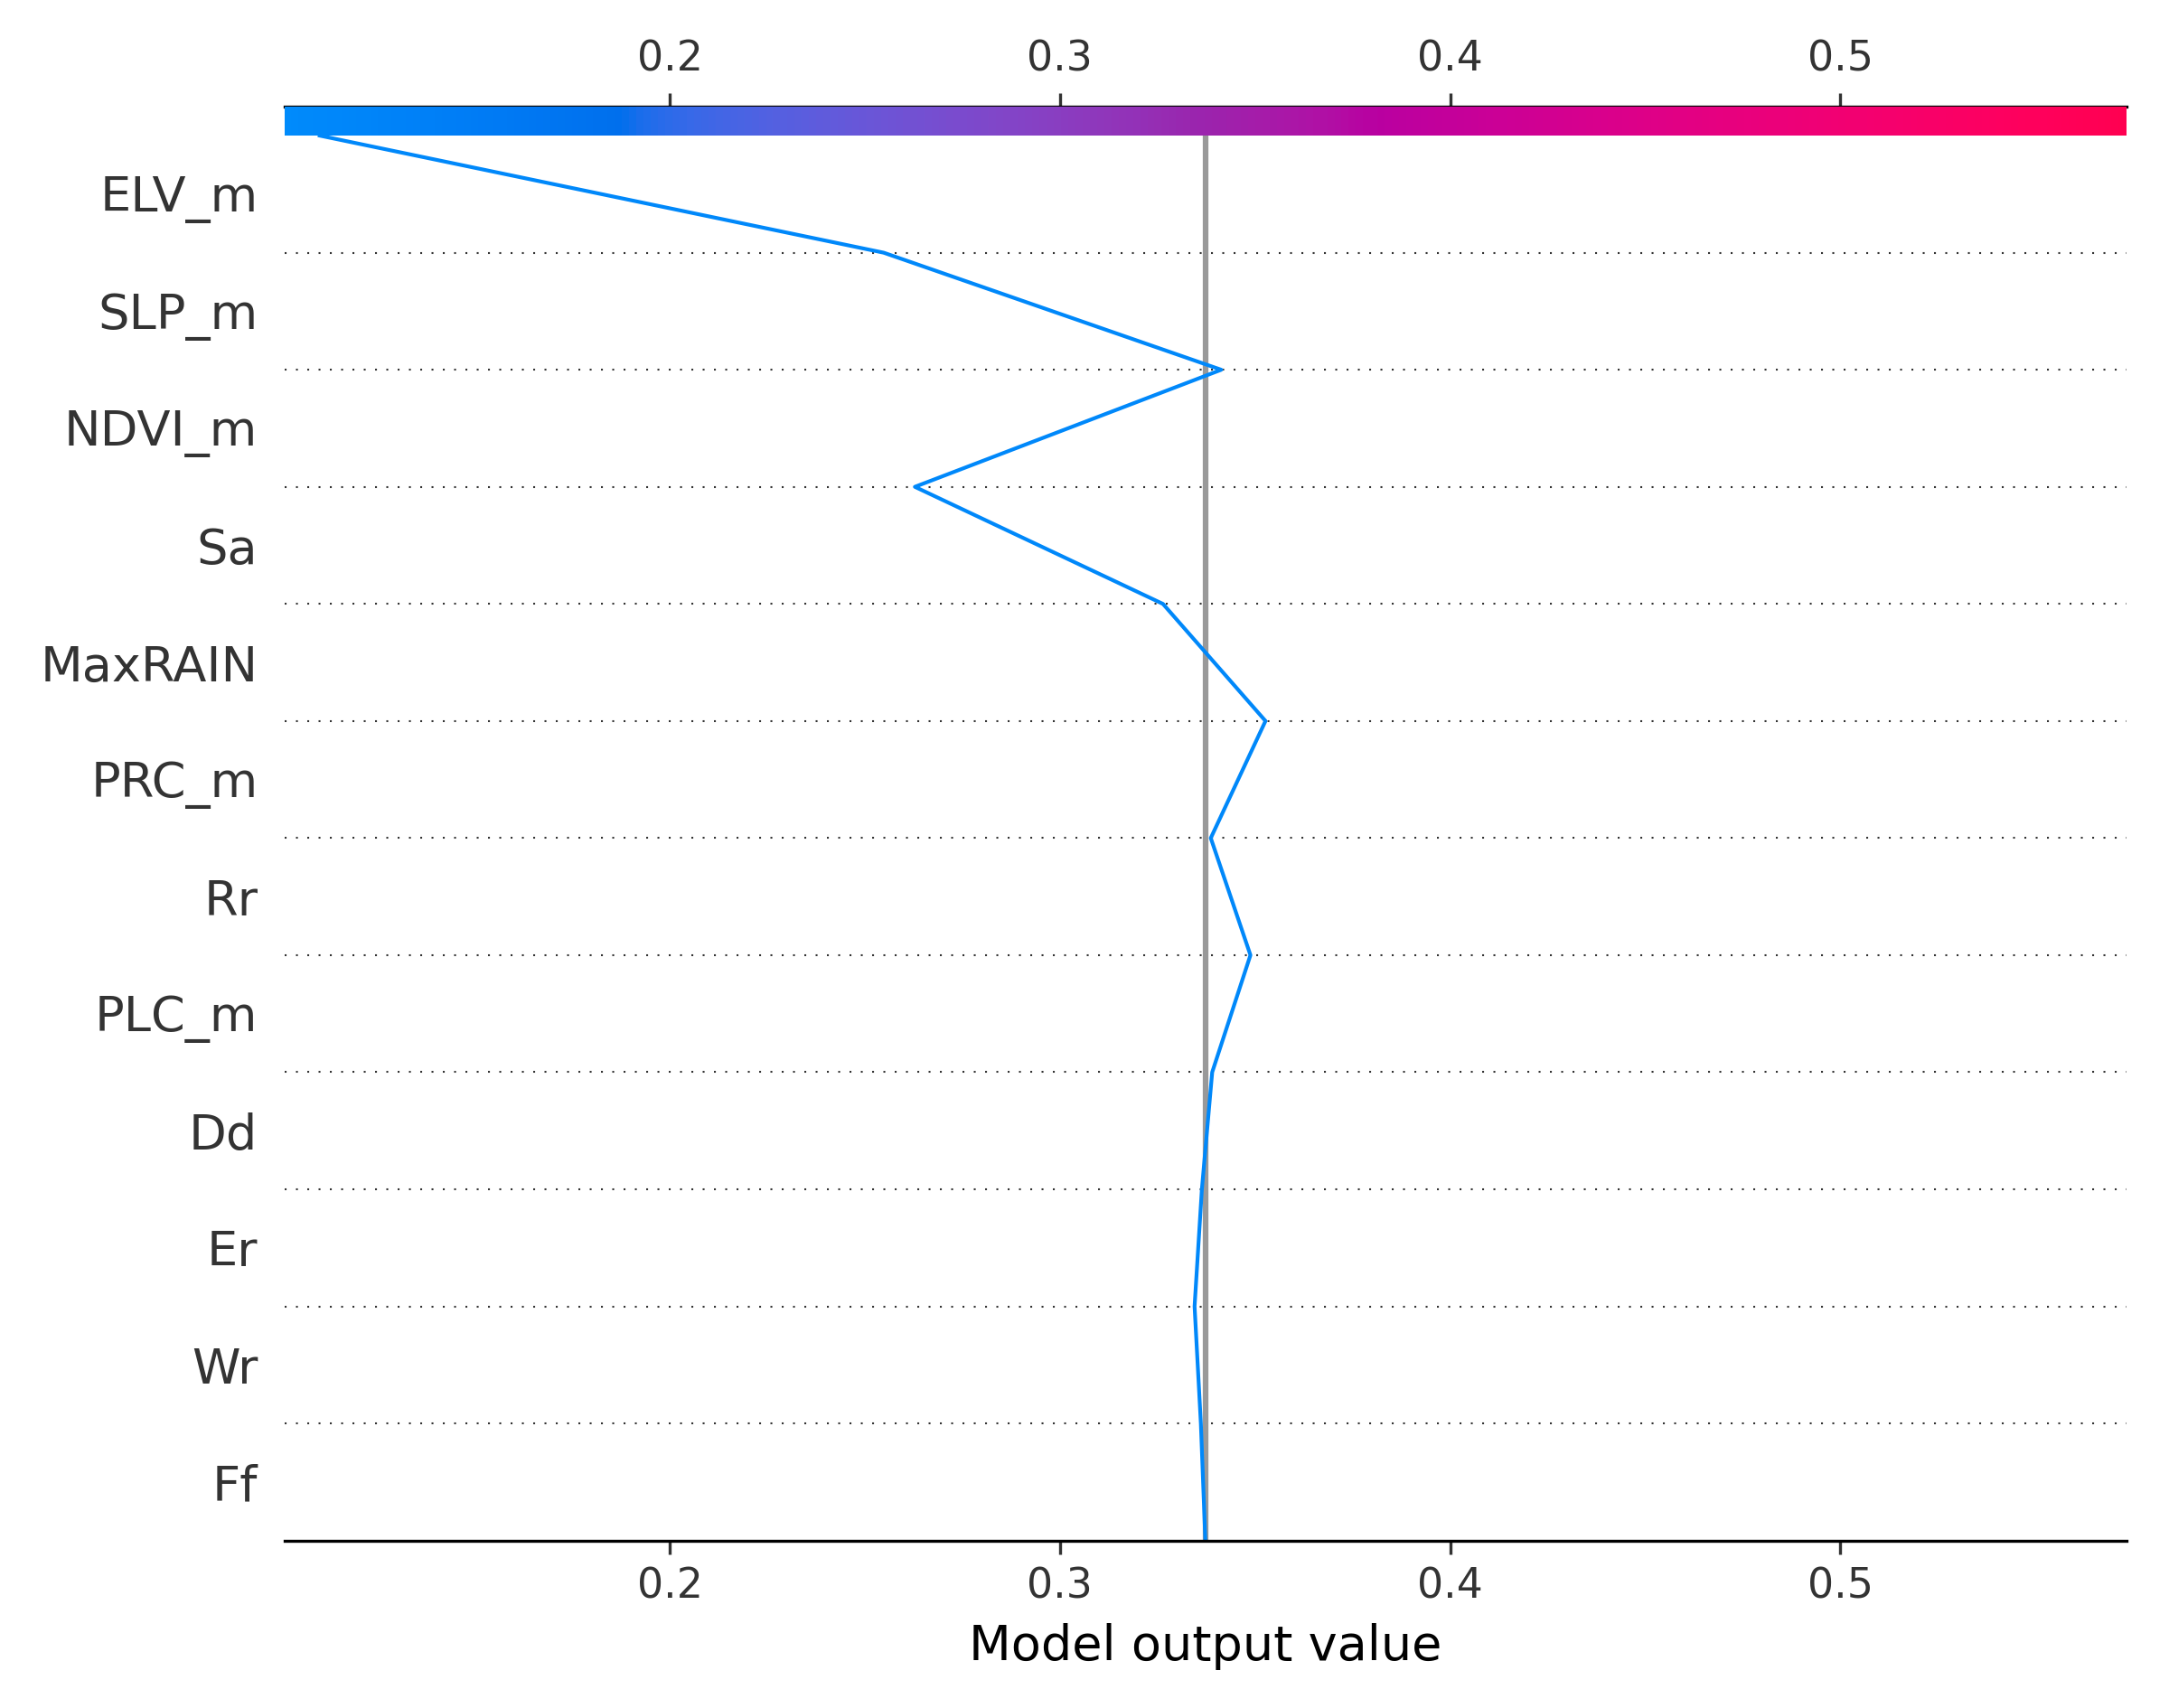 0.2 0.3 0.4 0.5
ELV_m
SLP_m
NDVI_m
Sa
MaxRAIN
PRC_m
Rr
PLC_m
Dd
Er
Wr
Ff
0.2 0.3 0.4 0.5
Model output value